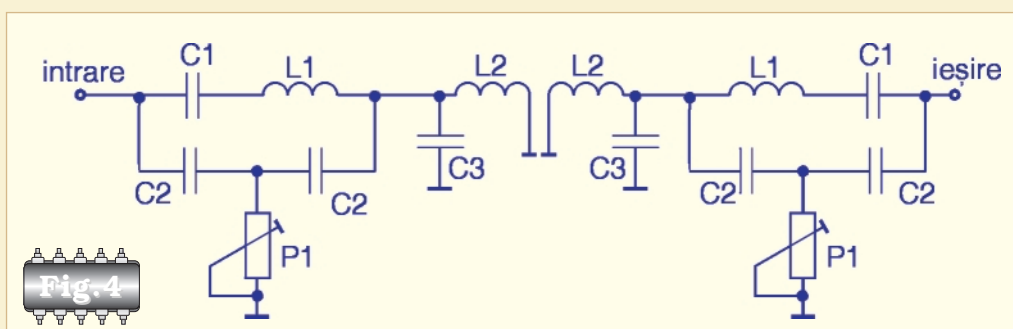 C1 C1
intrare L1 L2 L2 L1 ieșire
C3 C3
C2 C2 C2 C2
P1 P1
Fig.4